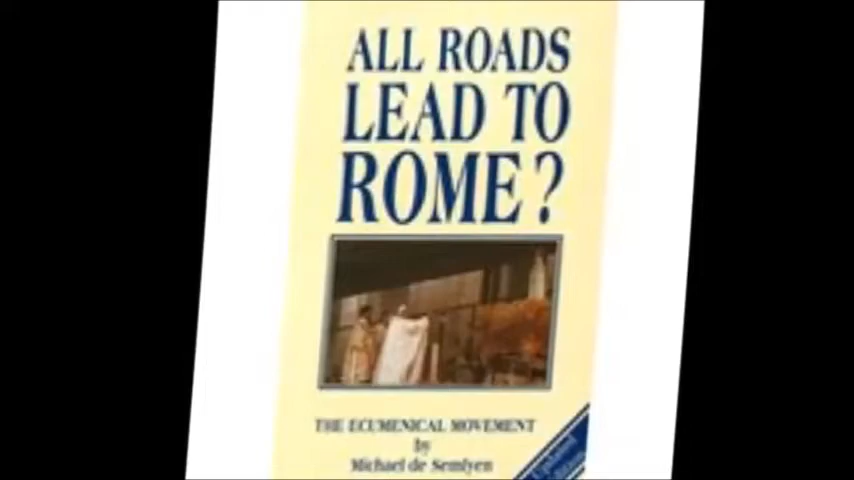 ALL ROADS
LEAD TO
ROME?
THE ECUMENICAL MOVEMENT
by
Michael de Semlyen